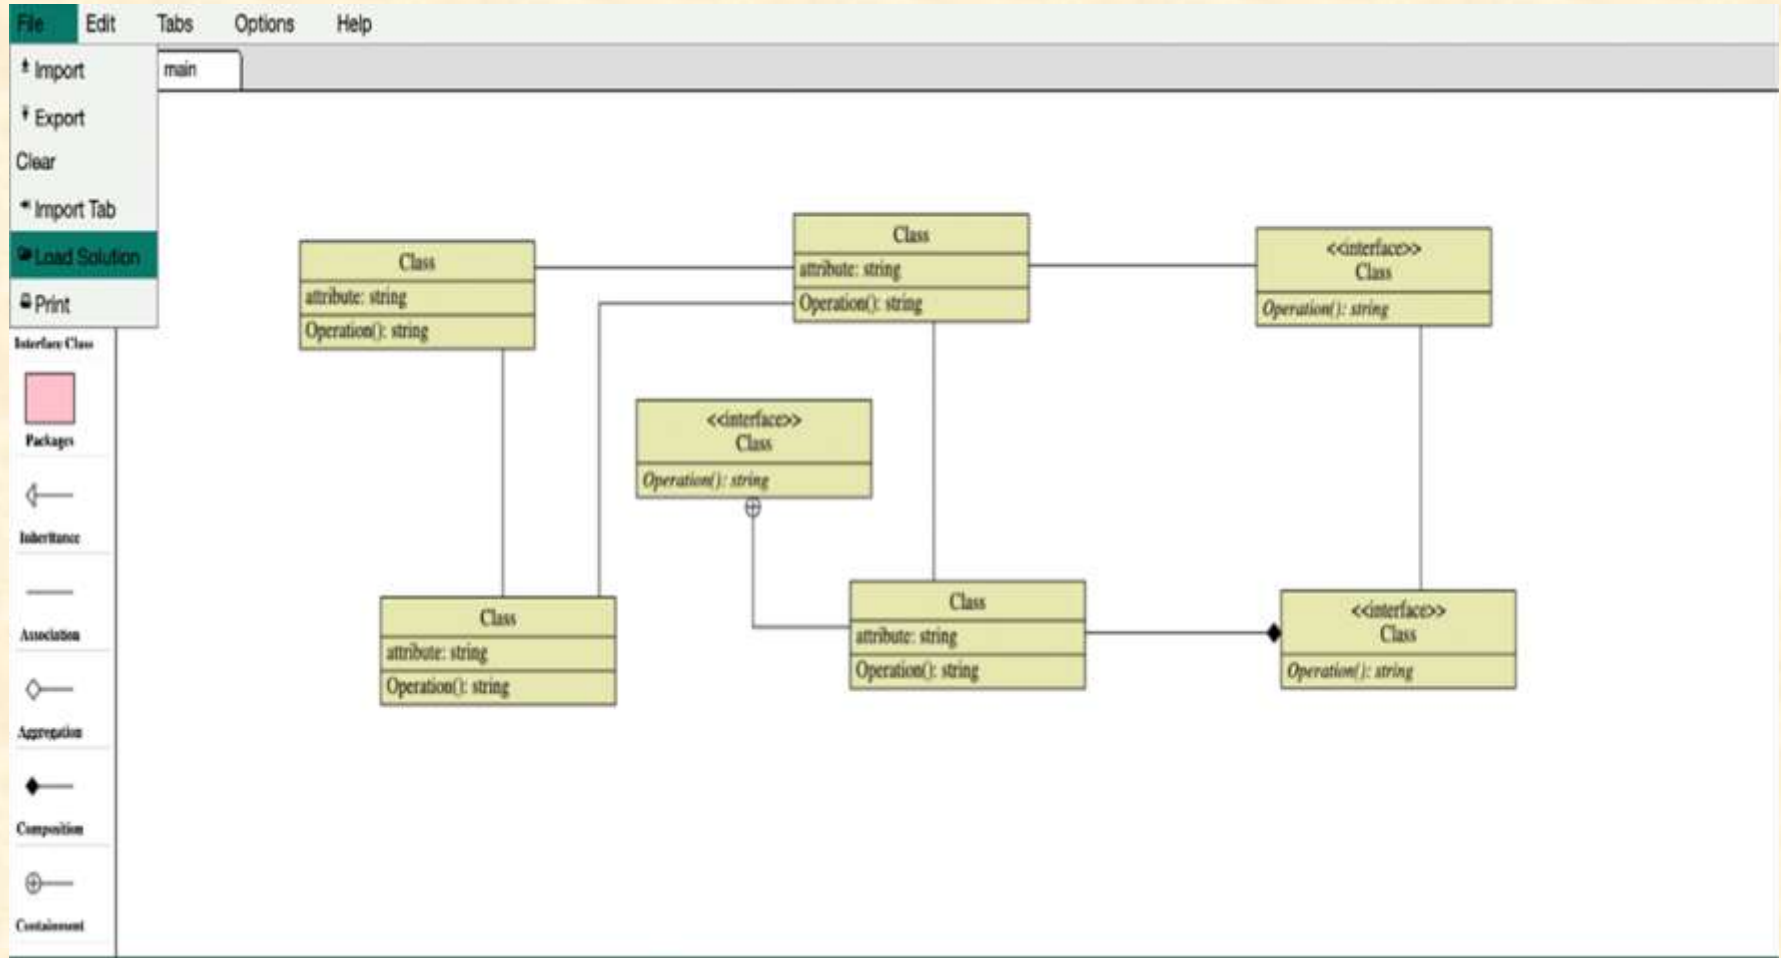 File Edit Tabs Options Help
Import
main
Export
Clear
Import Tab
Load Solution
Print
Interface Class
Packages
Inheritance
Association
Aggregation
Composition
Containment
Class
attribute: string
Operation(): string
Class
attribute: string
Operation(): string
<<interface>>
Class
Operation(): string
<<interface>>
Class
Operation(): string
Class
attribute: string
Operation(): string
Class
attribute: string
Operation(): string
<<interface>>
Class
Operation(): string